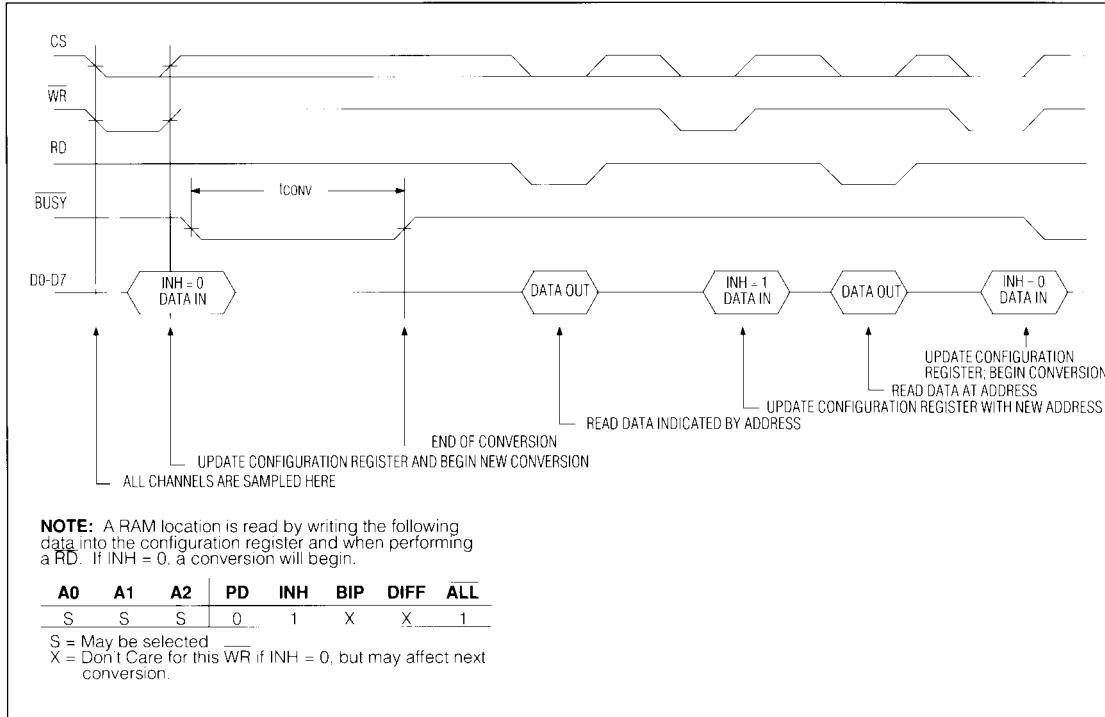 CS
WR
RD
tCONV
BUSY
D0-D7
INH = 0
DATA IN
DATA OUT
INH = 1
DATA IN
DATA OUT
INH – 0
DATA IN
UPDATE CONFIGURATION
REGISTER; BEGIN CONVERSION
READ DATA AT ADDRESS
UPDATE CONFIGURATION REGISTER WITH NEW ADDRESS
READ DATA INDICATED BY ADDRESS
END OF CONVERSION
UPDATE CONFIGURATION REGISTER AND BEGIN NEW CONVERSION
ALL CHANNELS ARE SAMPLED HERE
NOTE: A RAM location is read by writing the following
data into the configuration register and when performing
a RD. If INH = 0, a conversion will begin.
A0 A1 A2 PD INH BIP DIFF ALL
S S S 0 1 X X 1
S = May be selected
X = Don't Care for this WR if INH = 0, but may affect next
conversion.